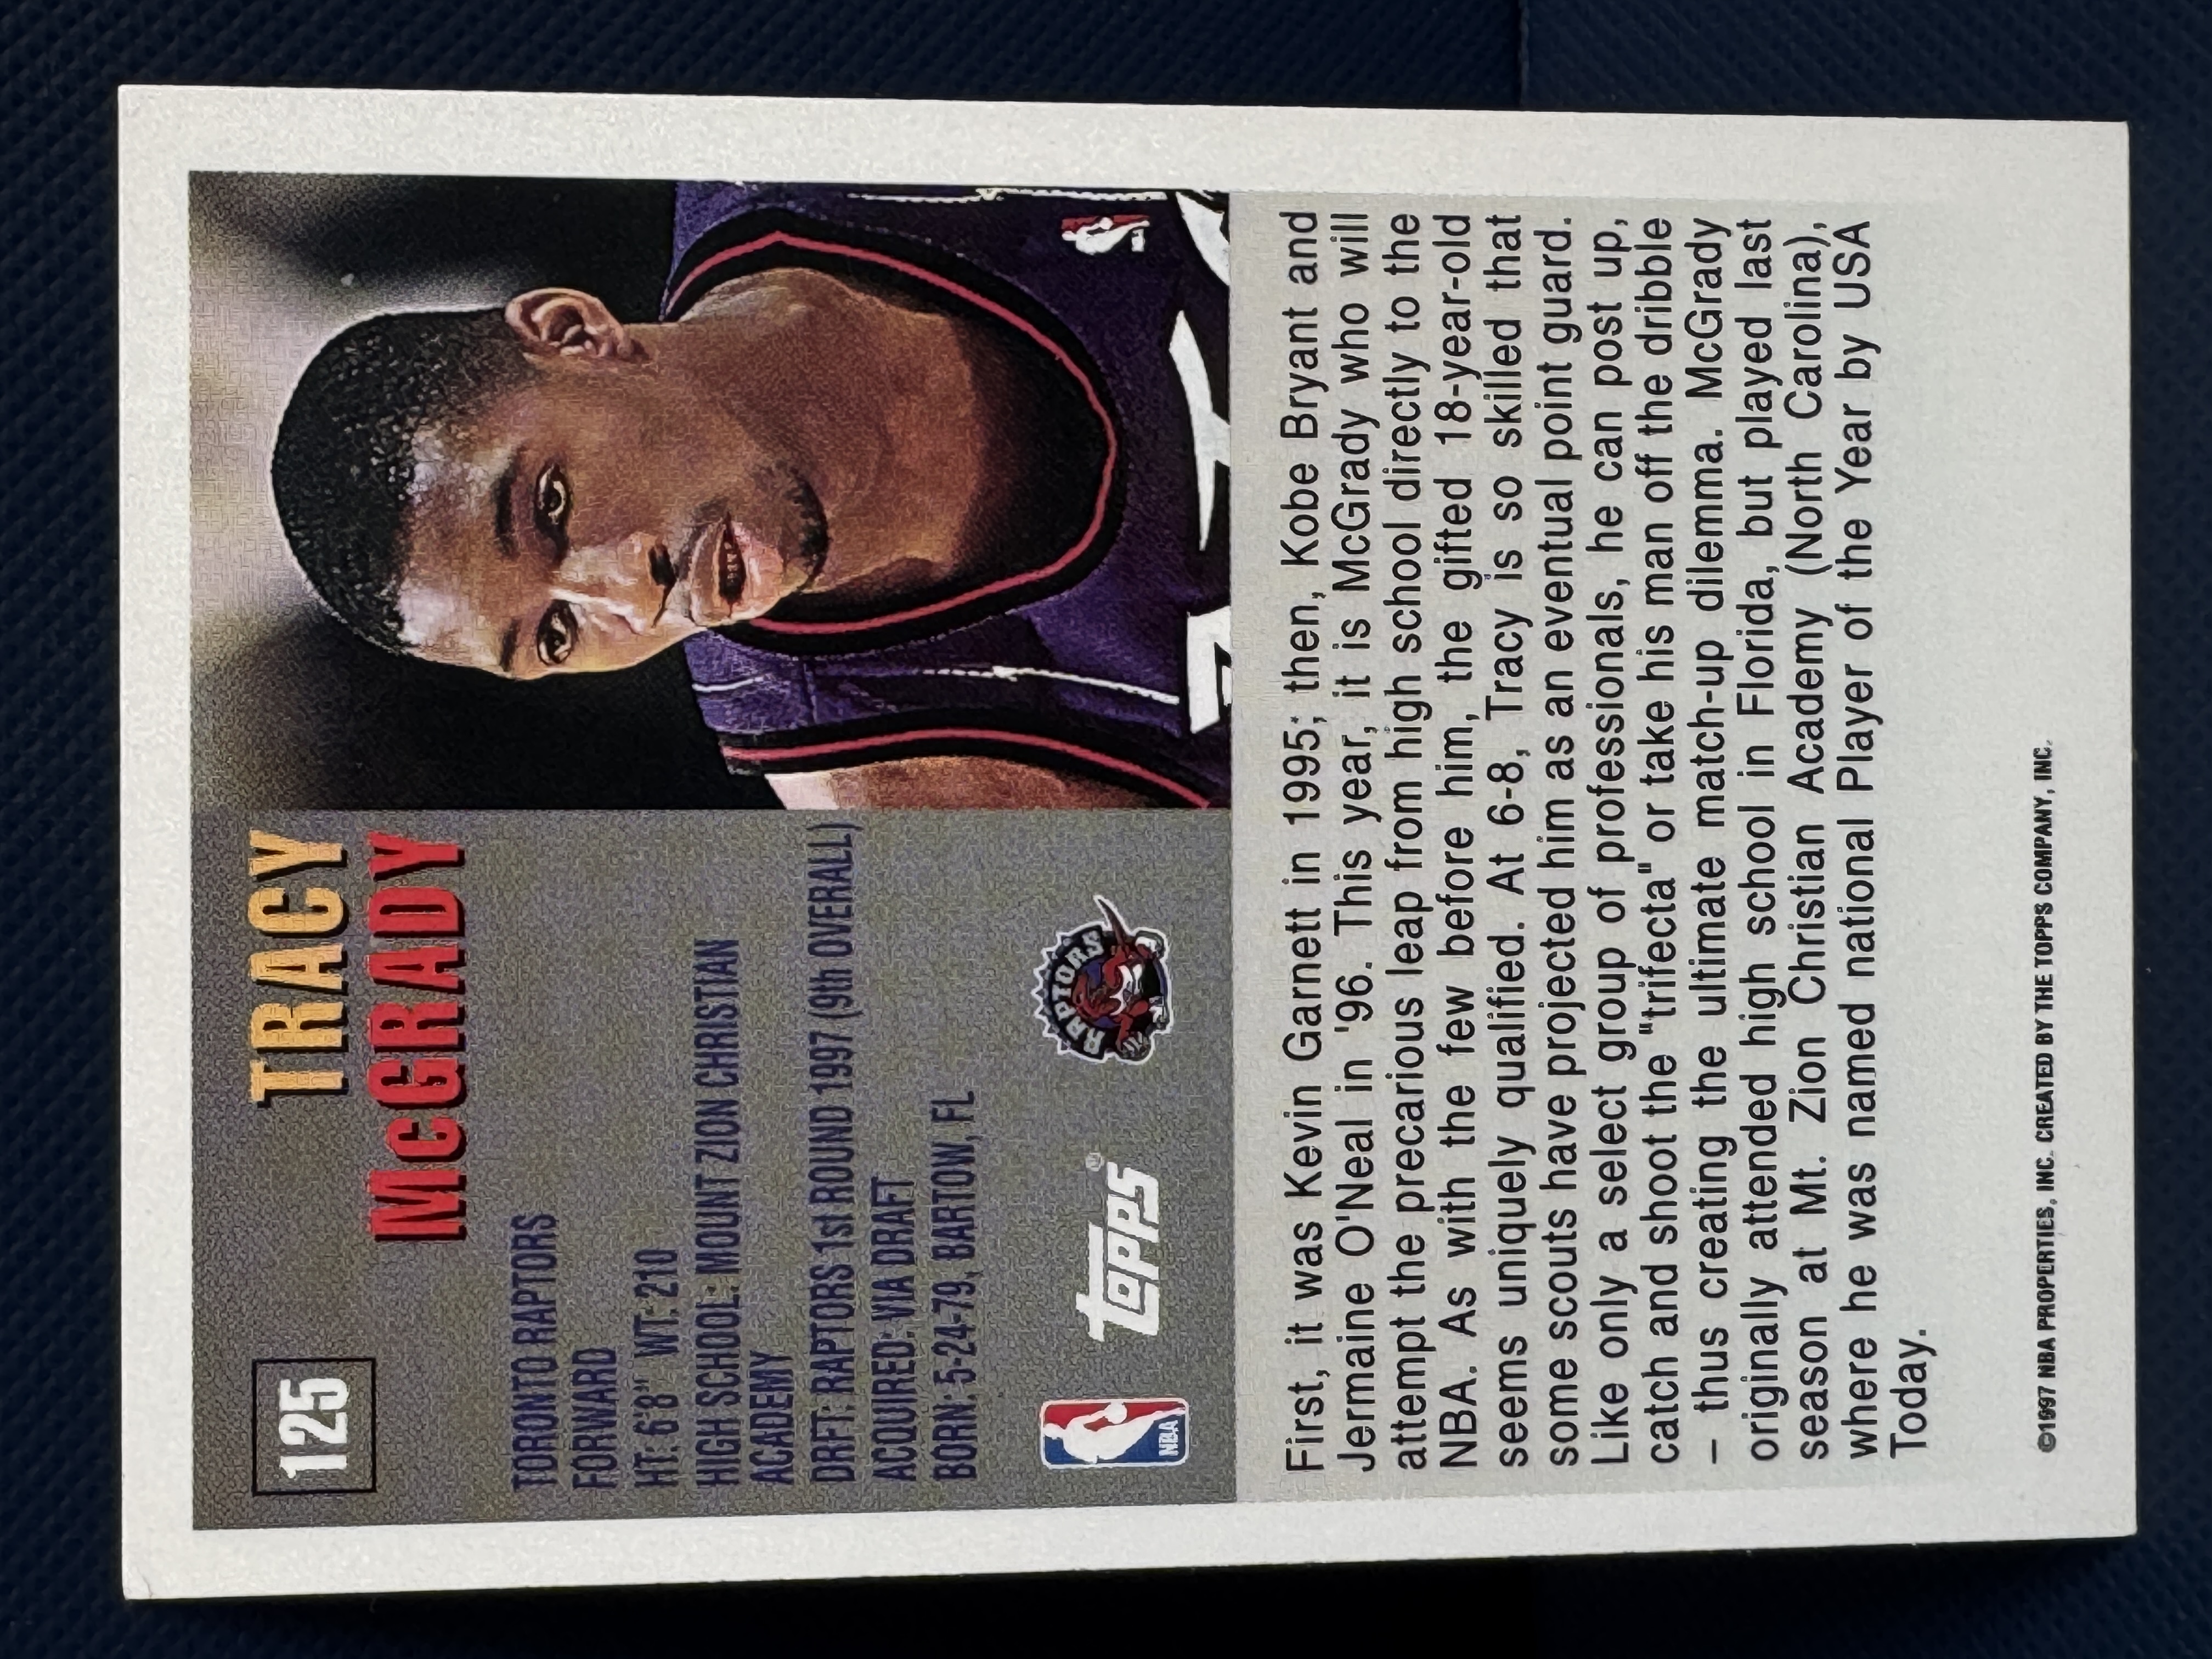 125
TRACY
McGRADY
TORONTO RAPTORS
FORWARD
HT: 6'8" WT: 210
HIGH SCHOOL: MOUNT ZION CHRISTIAN
ACADEMY
DRFT: RAPTORS 1st ROUND 1997 (9th OVERALL)
ACQUIRED: VIA DRAFT
BORN: 5-24-79, BARTOW, FL
NBA
Topps®
RAPTORS
First, it was Kevin Garnett in 1995; then, Kobe Bryant and
Jermaine O'Neal in '96. This year, it is McGrady who will
attempt the precarious leap from high school directly to the
NBA. As with the few before him, the gifted 18-year-old
seems uniquely qualified. At 6-8, Tracy is so skilled that
some scouts have projected him as an eventual point guard.
Like only a select group of professionals, he can post up,
catch and shoot the "trifecta" or take his man off the dribble
– thus creating the ultimate match-up dilemma. McGrady
originally attended high school in Florida, but played last
season at Mt. Zion Christian Academy (North Carolina),
where he was named national Player of the Year by USA
Today.
©1997 NBA PROPERTIES, INC. CREATED BY THE TOPPS COMPANY, INC.